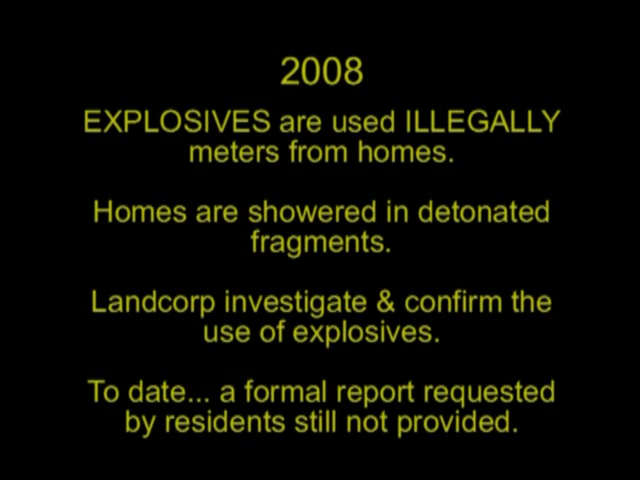 2008
EXPLOSIVES are used ILLEGALLY
meters from homes.
Homes are showered in detonated
fragments.
Landcorp investigate & confirm the
use of explosives.
To date... a formal report requested
by residents still not provided.